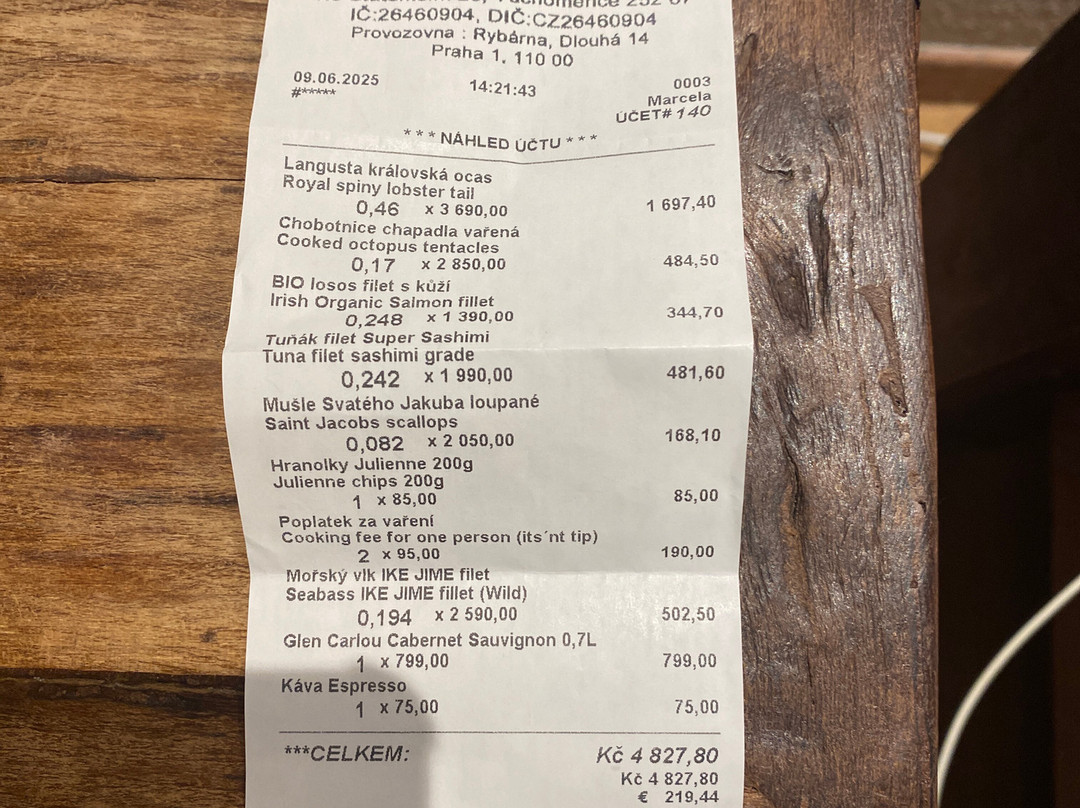 IČ:26460904, DIČ:CZ26460904
Provozovna : Rybárna, Dlouhá 14
Praha 1, 110 00
09.06.2025 14:21:43 0003
#***** Marcela
ÚČET# 140
*** NÁHLED ÚČTU ***
Langusta královská ocas
Royal spiny lobster tail
0,46 x 3 690,00 1 697,40
Chobotnice chapadla vařená
Cooked octopus tentacles
0,17 x 2 850,00 484,50
BIO losos filet s kůží
Irish Organic Salmon fillet
0,248 x 1 390,00 344,70
Tuňák filet Super Sashimi
Tuna filet sashimi grade
0,242 x 1 990,00 481,60
Mušle Svatého Jakuba loupané
Saint Jacobs scallops
0,082 x 2 050,00 168,10
Hranolky Julienne 200g
Julienne chips 200g
1 x 85,00 85,00
Poplatek za vaření
Cooking fee for one person (its´nt tip)
2 x 95,00 190,00
Mořský vlk IKE JIME filet
Seabass IKE JIME fillet (Wild)
0,194 x 2 590,00 502,50
Glen Carlou Cabernet Sauvignon 0,7L
1 x 799,00 799,00
Káva Espresso
1 x 75,00 75,00
***CELKEM: Kč 4 827,80
Kč 4 827,80
€ 219,44